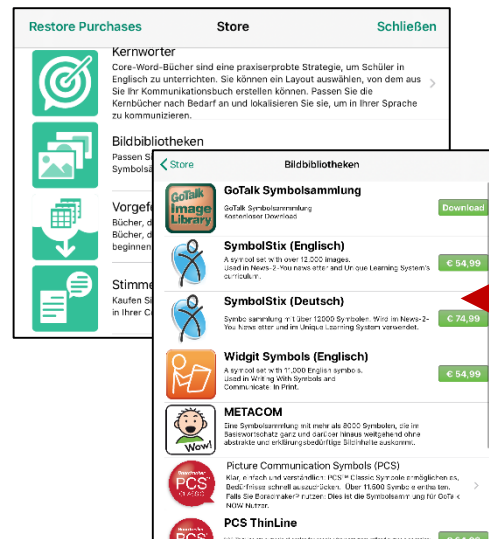 Restore Purchases Store Schließen
Kernwörter
Core-Word-Bücher sind eine praxiserprobte Strategie, um Schüler in
Englisch zu unterrichten. Sie können ein Layout auswählen, von dem aus
Sie Ihr Kommunikationsbuch erstellen können. Passen Sie die
Kernbücher nach Bedarf an und lokalisieren Sie sie, um in Ihrer Sprache
zu kommunizieren.
Bildbibliotheken
Passen
Symbols
Vorgef
Bücher, d
Bücher, d
beginnen
Stimme
Kaufen Si
in Ihrer C
Store Bildbibliotheken
GoTalk Image Library
GoTalk Symbolsammlung
GoTalk Symbolsammlung
Kostenloser Download
Download
SymbolStix (Englisch)
A symbol set with over 12,000 images.
Used in News-2-You newsletter and Unique Learning System's
curriculum.
€ 54,99
SymbolStix (Deutsch)
Symbolsammlung mit über 12000 Symbolen. Wird im News-2-
You Newsletter und im Unique Learning System verwendet.
€ 74,99
Widgit Symbols (Englisch)
A symbol set with 11,000 English symbols.
Used in Writing With Symbols and
Communicate: In Print.
€ 54,99
Wow!
METACOM
Eine Symbolsammlung mit mehr als 8000 Symbolen, die im
Basiswortschatz ganz und darüber hinaus weitgehend ohne
abstrakte und erklärungsbedürftige Bildinhalte auskommt.
Boardmaker
PCS
CLASSIC
Picture Communication Symbols (PCS)
Klar, einfach und verständlich: PCS™ Classic Symbole ermöglichen es,
Bedürfnisse schnell auszudrücken. Über 11.500 Symbole enthalten.
Falls Sie Boardmaker® nutzen: Dies ist die Symbolsammlung für GoTalk
NOW Nutzer.
Boardmaker
PCS
PCS ThinLine